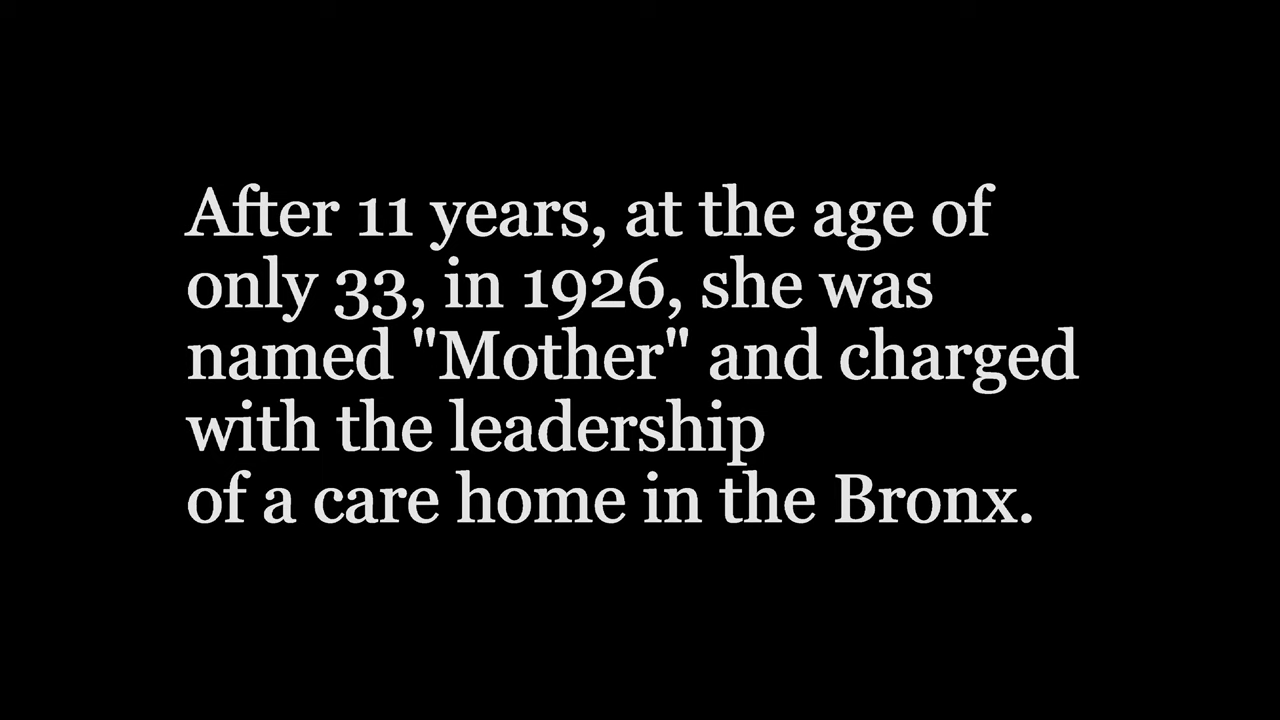 After 11 years, at the age of
only 33, in 1926, she was
named "Mother" and charged
with the leadership
of a care home in the Bronx.